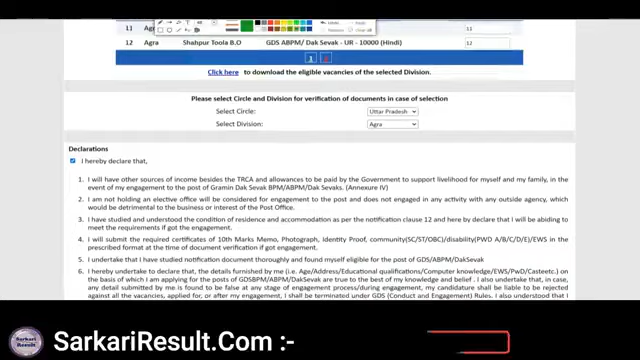 11 Agra 11
12 Agra Shahpur Toola B.O GDS ABPM/ Dak Sevak - UR - 10000 (Hindi) 12
1 2
Click here to download the eligible vacancies of the selected Division.
Please select Circle and Division for verification of documents in case of selection
Select Circle: Uttar Pradesh
Select Division: Agra
Declarations
I hereby declare that,
1. I will have other sources of income besides the TRCA and allowances to be paid by the Government to support livelihood for myself and my family, in the
event of my engagement to the post of Gramin Dak Sevak BPM/ABPM/Dak Sevaks. (Annexure IV)
2. I am not holding an elective office will be considered for engagement to the post and does not engaged in any activity with any outside agency, which
would be detrimental to the business or interest of the Post Office.
3. I have studied and understood the condition of residence and accommodation as per the notification clause 12 and here by declare that I will be abiding to
meet the requirements if got the engagement.
4. I will submit the required certificates of 10th Marks Memo, Photograph, Identity Proof, community(SC/ST/OBC)/disability(PWD A/B/C/D/E)/EWS in
the prescribed format at the time of document verification if got engagement.
5. I undertake that I have studied notification document thoroughly and found myself eligible for the post of GDS/ABPM/DakSevak
6. I hereby undertake to declare that, the details furnished by me (i.e. Age/Address/Educational qualifications/Computer knowledge/EWS/PwD/Caste etc.) on
the basis of which I am applying for the posts of GDSBPM/ABPM/DakSevak are true to the best of my knowledge and belief . I also undertake that, in case,
any detail submitted by me is found to be false at any stage of engagement process/during engagement, my candidature shall be liable to be rejected
against all the vacancies, applied for, or after my engagement, I shall be terminated under GDS (Conduct and Engagement) Rules. I also understood that I
Sarkari
Result
SarkariResult.Com :-